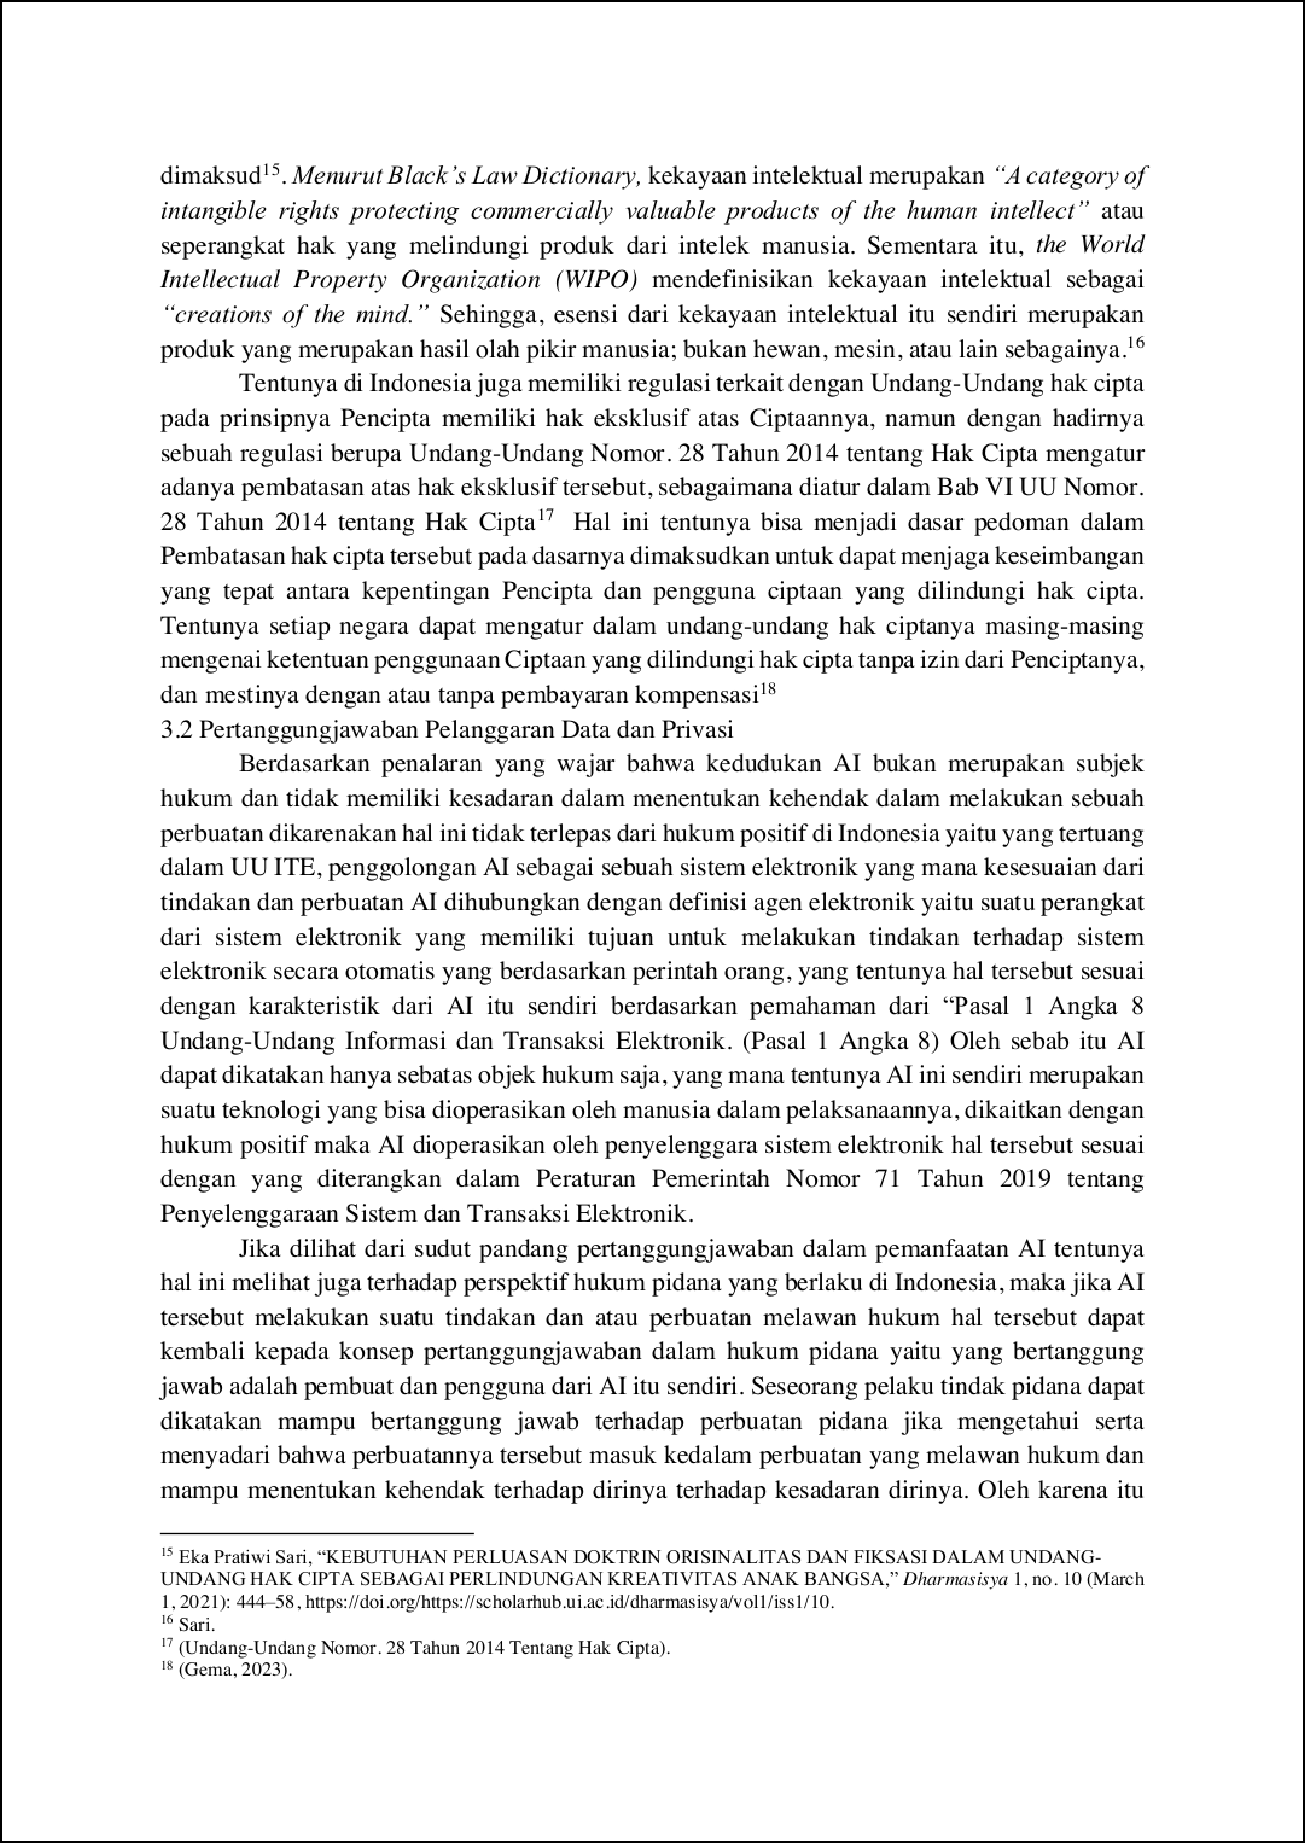 dimaksud15. Menurut Black's Law Dictionary, kekayaan intelektual merupakan “A category of
intangible rights protecting commercially valuable products of the human intellect” atau
seperangkat hak yang melindungi produk dari intelek manusia. Sementara itu, the World
Intellectual Property Organization (WIPO) mendefinisikan kekayaan intelektual sebagai
“creations of the mind.” Sehingga, esensi dari kekayaan intelektual itu sendiri merupakan
produk yang merupakan hasil olah pikir manusia; bukan hewan, mesin, atau lain sebagainya.16
Tentunya di Indonesia juga memiliki regulasi terkait dengan Undang-Undang hak cipta
pada prinsipnya Pencipta memiliki hak eksklusif atas Ciptaannya, namun dengan hadirnya
sebuah regulasi berupa Undang-Undang Nomor. 28 Tahun 2014 tentang Hak Cipta mengatur
adanya pembatasan atas hak eksklusif tersebut, sebagaimana diatur dalam Bab VI UU Nomor.
28 Tahun 2014 tentang Hak Cipta17 Hal ini tentunya bisa menjadi dasar pedoman dalam
Pembatasan hak cipta tersebut pada dasarnya dimaksudkan untuk dapat menjaga keseimbangan
yang tepat antara kepentingan Pencipta dan pengguna ciptaan yang dilindungi hak cipta.
Tentunya setiap negara dapat mengatur dalam undang-undang hak ciptanya masing-masing
mengenai ketentuan penggunaan Ciptaan yang dilindungi hak cipta tanpa izin dari Penciptanya,
dan mestinya dengan atau tanpa pembayaran kompensasi18
3.2 Pertanggungjawaban Pelanggaran Data dan Privasi
Berdasarkan penalaran yang wajar bahwa kedudukan AI bukan merupakan subjek
hukum dan tidak memiliki kesadaran dalam menentukan kehendak dalam melakukan sebuah
perbuatan dikarenakan hal ini tidak terlepas dari hukum positif di Indonesia yaitu yang tertuang
dalam UU ITE, penggolongan AI sebagai sebuah sistem elektronik yang mana kesesuaian dari
tindakan dan perbuatan AI dihubungkan dengan definisi agen elektronik yaitu suatu perangkat
dari sistem elektronik yang memiliki tujuan untuk melakukan tindakan terhadap sistem
elektronik secara otomatis yang berdasarkan perintah orang, yang tentunya hal tersebut sesuai
dengan karakteristik dari AI itu sendiri berdasarkan pemahaman dari “Pasal 1 Angka 8
Undang-Undang Informasi dan Transaksi Elektronik. (Pasal 1 Angka 8) Oleh sebab itu AI
dapat dikatakan hanya sebatas objek hukum saja, yang mana tentunya AI ini sendiri merupakan
suatu teknologi yang bisa dioperasikan oleh manusia dalam pelaksanaannya, dikaitkan dengan
hukum positif maka AI dioperasikan oleh penyelenggara sistem elektronik hal tersebut sesuai
dengan yang diterangkan dalam Peraturan Pemerintah Nomor 71 Tahun 2019 tentang
Penyelenggaraan Sistem dan Transaksi Elektronik.
Jika dilihat dari sudut pandang pertanggungjawaban dalam pemanfaatan AI tentunya
hal ini melihat juga terhadap perspektif hukum pidana yang berlaku di Indonesia, maka jika AI
tersebut melakukan suatu tindakan dan atau perbuatan melawan hukum hal tersebut dapat
kembali kepada konsep pertanggungjawaban dalam hukum pidana yaitu yang bertanggung
jawab adalah pembuat dan pengguna dari AI itu sendiri. Seseorang pelaku tindak pidana dapat
dikatakan mampu bertanggung jawab terhadap perbuatan pidana jika mengetahui serta
menyadari bahwa perbuatannya tersebut masuk kedalam perbuatan yang melawan hukum dan
mampu menentukan kehendak terhadap dirinya terhadap kesadaran dirinya. Oleh karena itu
15 Eka Pratiwi Sari, “KEBUTUHAN PERLUASAN DOKTRIN ORISINALITAS DAN FIKSASI DALAM UNDANG-
UNDANG HAK CIPTA SEBAGAI PERLINDUNGAN KREATIVITAS ANAK BANGSA,” Dharmasisya 1, no. 10 (March
1, 2021): 444–58, https://doi.org/https://scholarhub.ui.ac.id/dharmasisya/vol1/iss1/10.
16 Sari.
17 (Undang-Undang Nomor. 28 Tahun 2014 Tentang Hak Cipta).
18 (Gema, 2023).